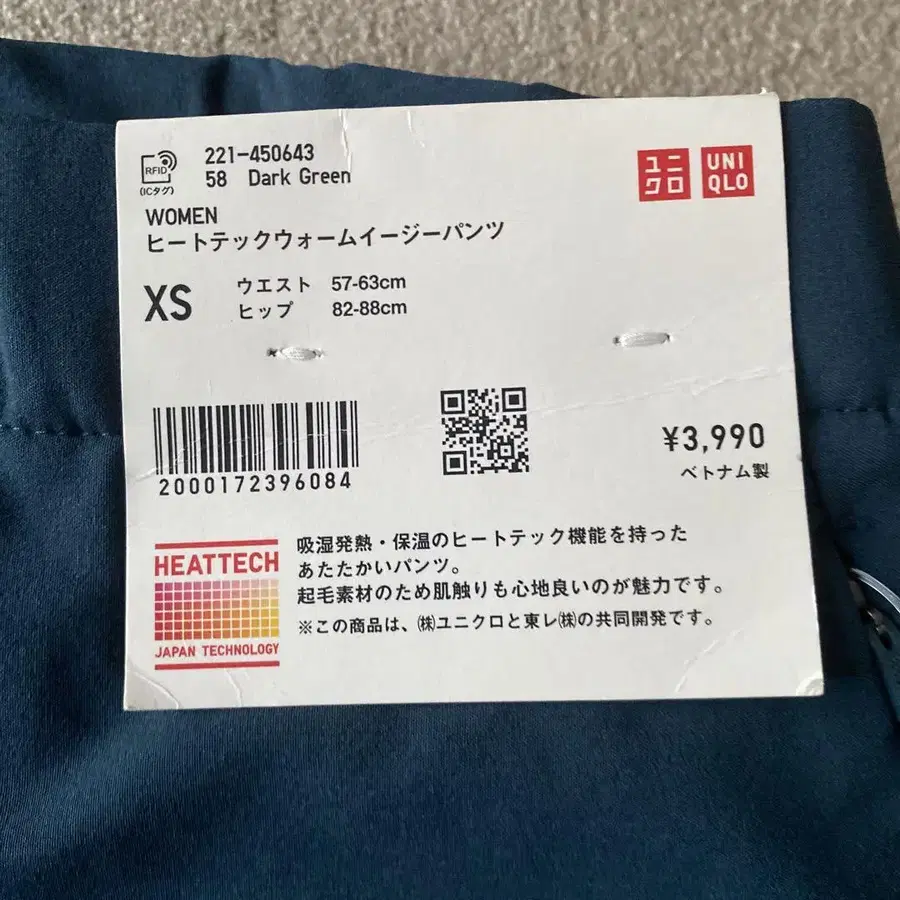 RFID
(ICタグ)
221-450643
58 Dark Green
ユニクロ
UNIQLO
WOMEN
ヒートテックウォームイージーパンツ
XS
ウエスト 57-63cm
ヒップ 82-88cm
2000172396084
¥3,990
ベトナム製
HEATTECH
JAPAN TECHNOLOGY
吸湿発熱・保温のヒートテック機能を持った
あたたかいパンツ。
起毛素材のため肌触りも心地良いのが魅力です。
※この商品は、㈱ユニクロと東レ㈱の共同開発です。